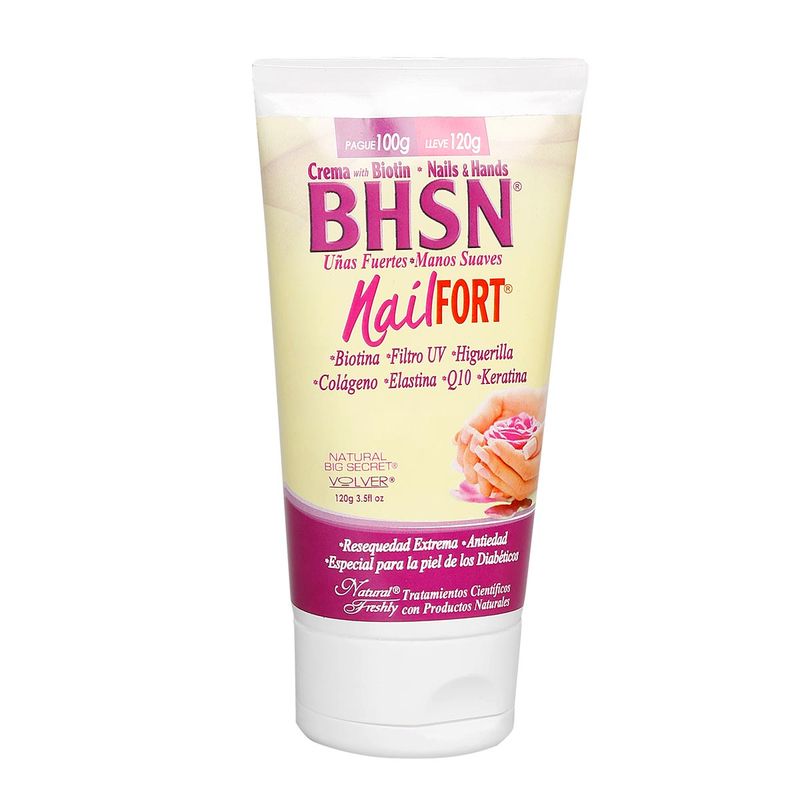 PAGUE 100g LLEVE 120g
Crema with Biotin • Nails & Hands
BHSN®
Uñas Fuertes*Manos Suaves
NailFORT®
*Biotina *Filtro UV *Higuerilla
*Colágeno *Elastina *Q10 *Keratina
NATURAL
BIG SECRET®
VOLVER®
120g 3.5fl oz
•Resequedad Extrema •Antiedad
•Especial para la piel de los Diabéticos
Natural® Tratamientos Científicos
Freshly con Productos Naturales